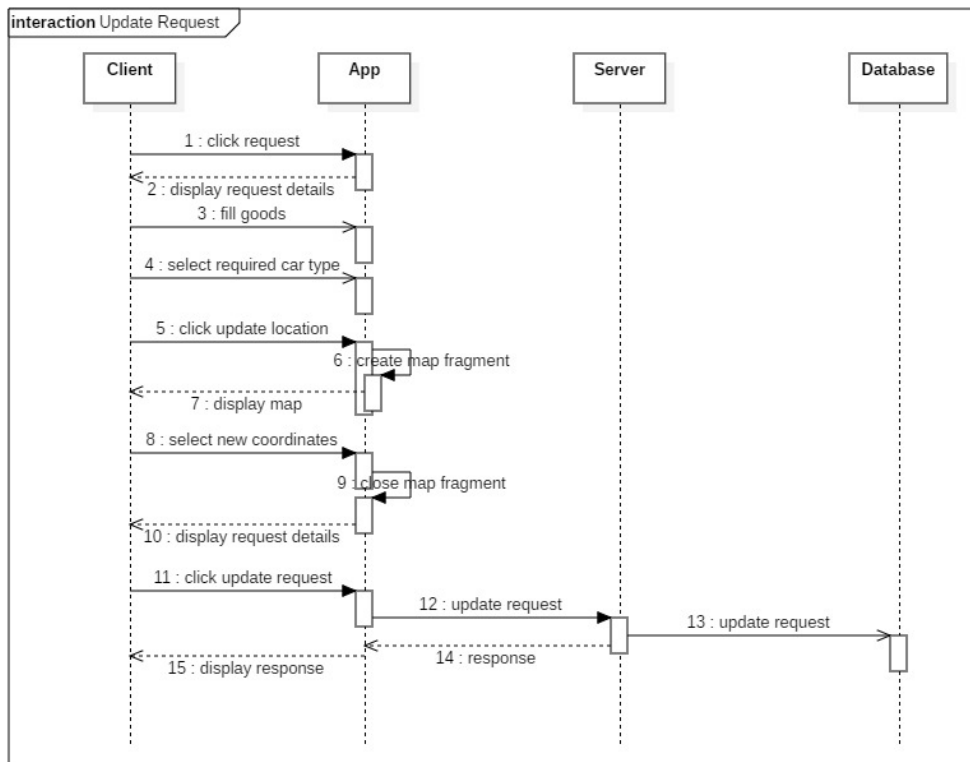 interaction Update Request
Client
App
Server
Database
1 : click request
2 : display request details
3 : fill goods
4 : select required car type
5 : click update location
6 : create map fragment
7 : display map
8 : select new coordinates
9 : close map fragment
10 : display request details
11 : click update request
12 : update request
13 : update request
14 : response
15 : display response